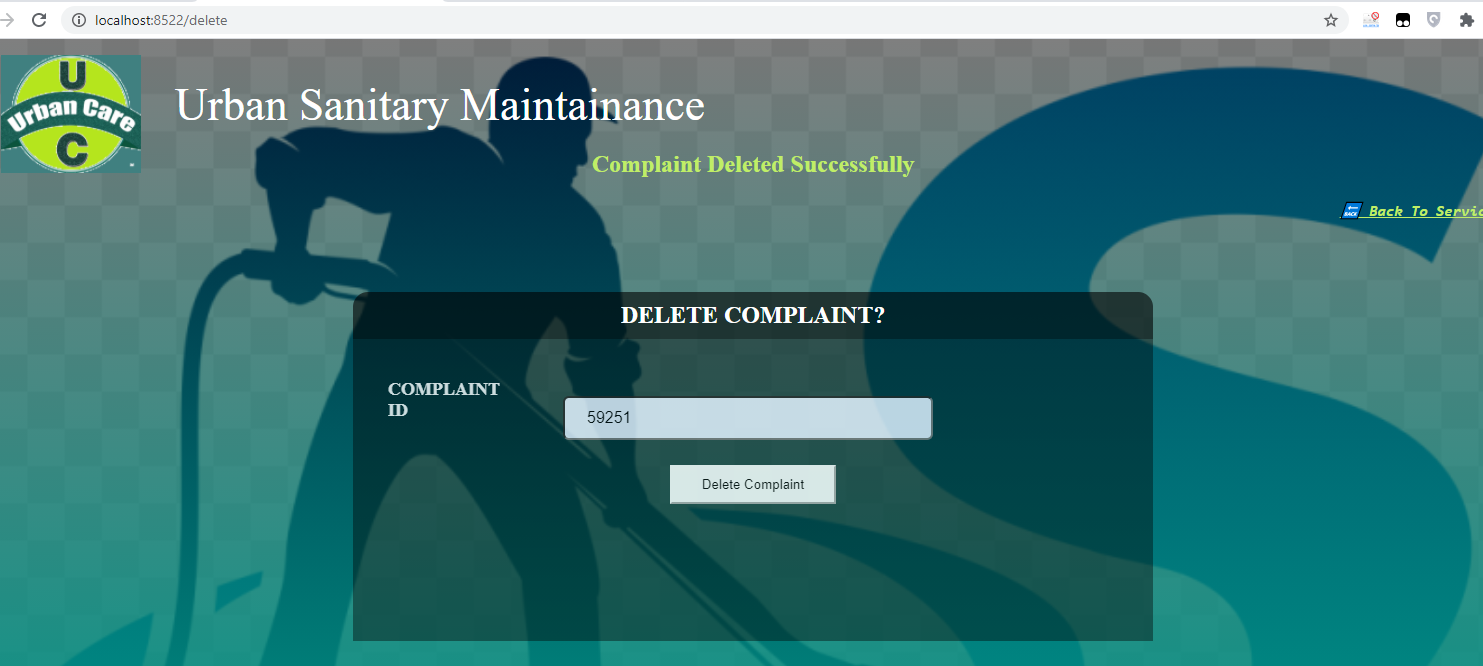 localhost:8522/delete
U
Urban Care
C
Urban Sanitary Maintainance
Complaint Deleted Successfully
BACK Back To Servic
DELETE COMPLAINT?
COMPLAINT
ID
59251
Delete Complaint